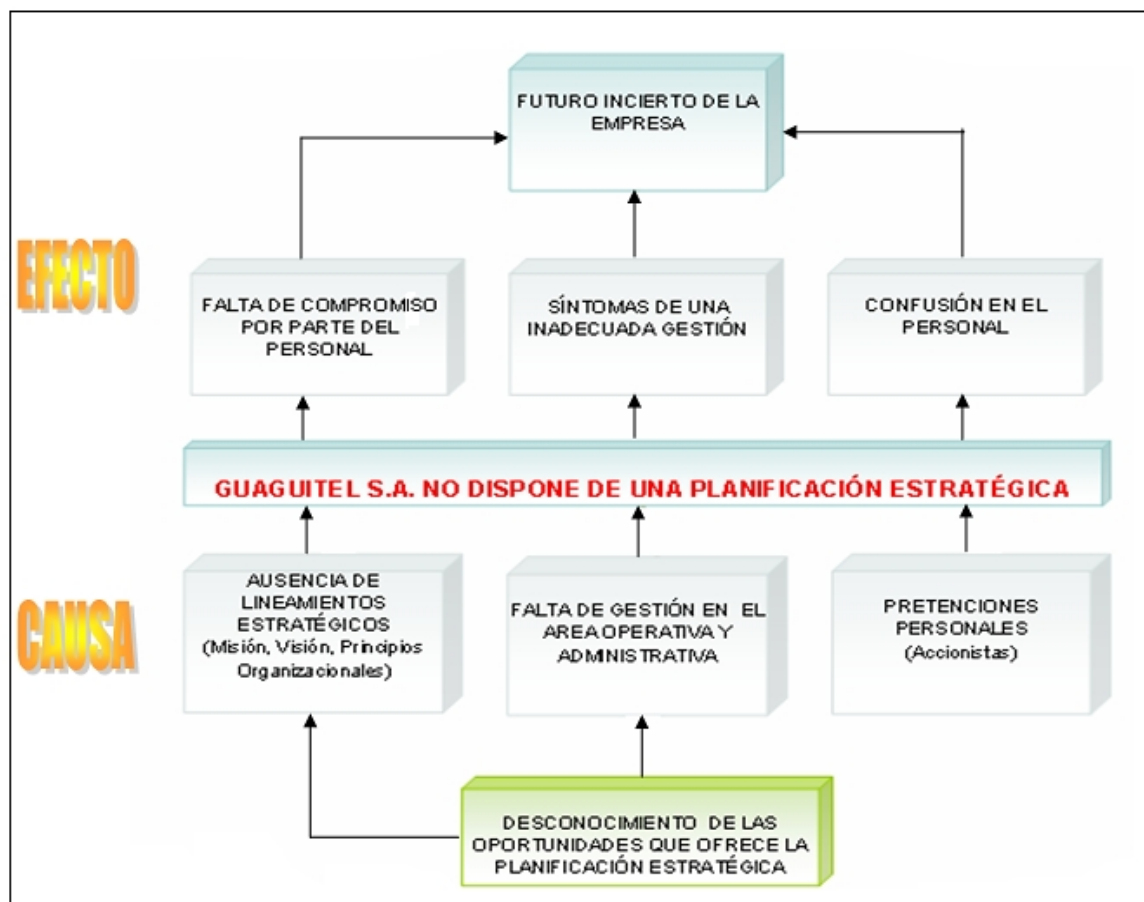 FUTURO INCIERTO DE LA
EMPRESA
EFECTO
FALTA DE COMPROMISO
POR PARTE DEL
PERSONAL
SÍNTOMAS DE UNA
INADECUADA GESTIÓN
CONFUSIÓN EN EL
PERSONAL
GUAGUITEL S.A. NO DISPONE DE UNA PLANIFICACIÓN ESTRATÉGICA
CAUSA
AUSENCIA DE
LINEAMIENTOS
ESTRATÉGICOS
(Misión, Visión, Principios
Organizacionales)
FALTA DE GESTIÓN EN EL
AREA OPERATIVA Y
ADMINISTRATIVA
PRETENCIONES
PERSONALES
(Accionistas)
DESCONOCIMIENTO DE LAS
OPORTUNIDADES QUE OFRECE LA
PLANIFICACIÓN ESTRATÉGICA